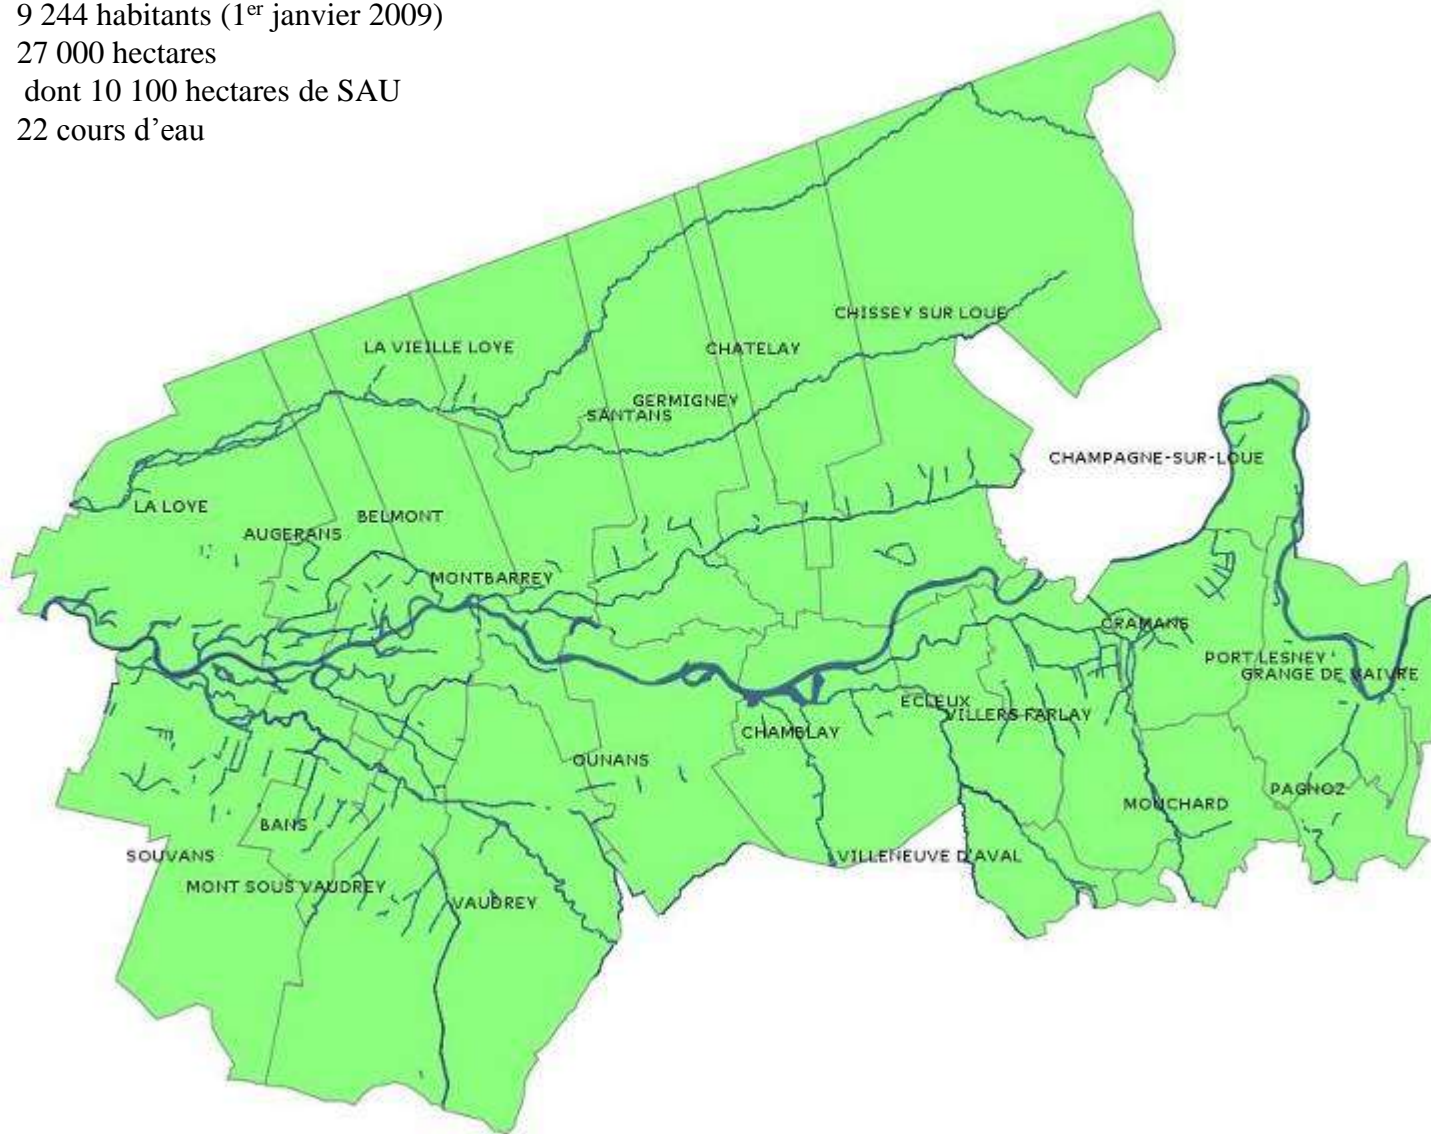 9 244 habitants (1er janvier 2009)
27 000 hectares
dont 10 100 hectares de SAU
22 cours d'eau
CHISSEY SUR LOUE
LA VIEILLE LOYE
CHATELAY
GERMIGNEY
SANTANS
CHAMPAGNE-SUR-LOUE
LA LOYE
BELMONT
AUGERANS
MONTBARREY
CRAMANS
PORT LESNEY
GRANGE DE VAIVRE
ECLEUX
VILLERS FARLAY
CHAMBLAY
OUNANS
PAGNOZ
MOUCHARD
BANS
SOUVANS
VILLENEUVE D'AVAL
MONT SOUS VAUDREY
VAUDREY